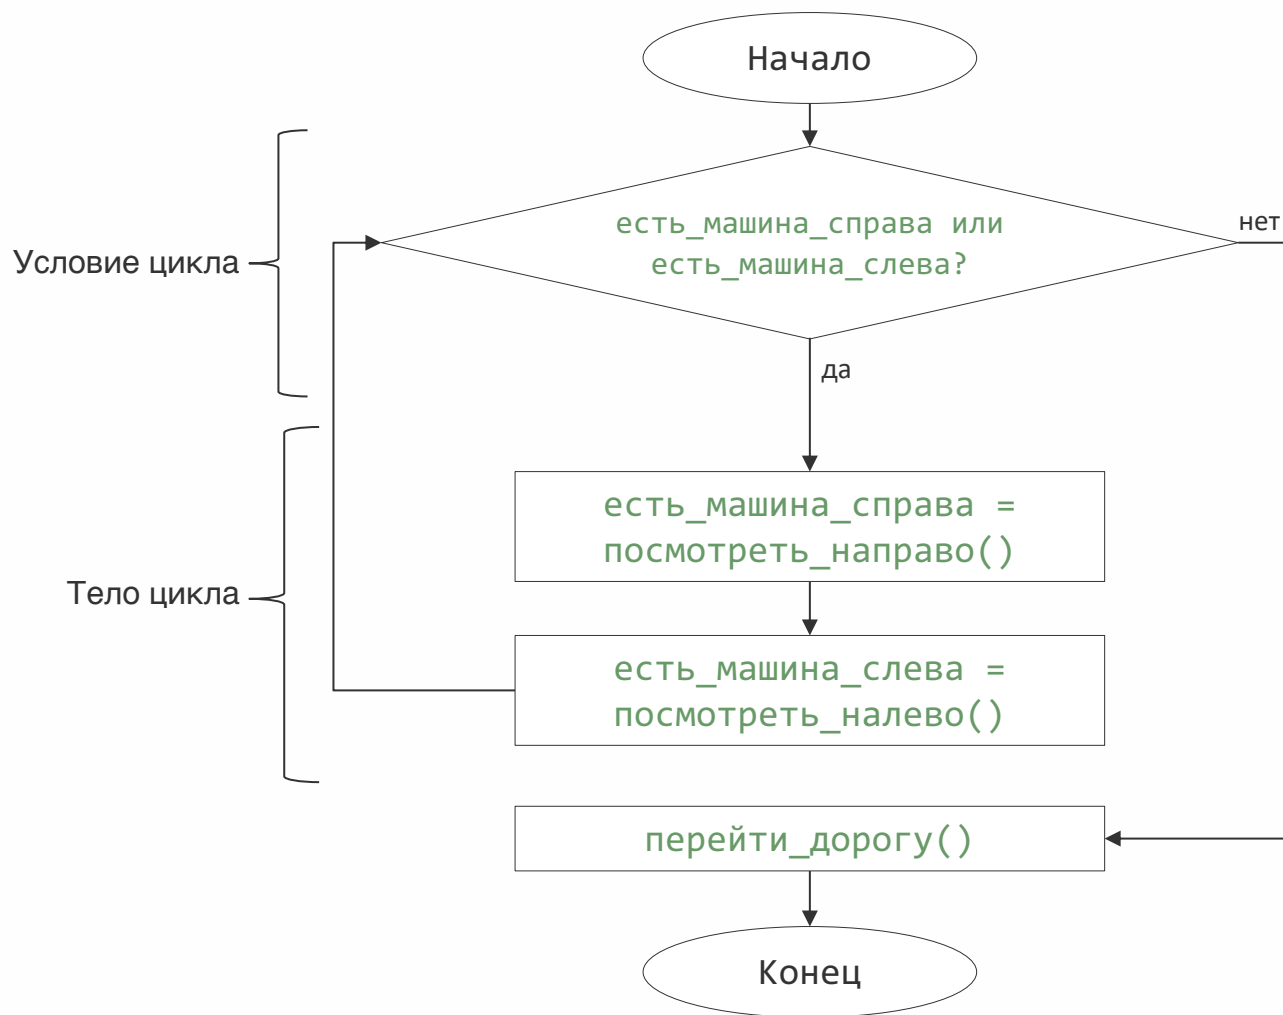 Начало
есть_машина_справа или
есть_машина_слева?
нет
Условие цикла
да
есть_машина_справа =
посмотреть_направо()
Тело цикла
есть_машина_слева =
посмотреть_налево()
перейти_дорогу()
Конец